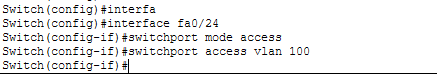 Switch(config)#interfa
Switch(config)#interface fa0/24
Switch(config-if)#switchport mode access
Switch(config-if)#switchport access vlan 100
Switch(config-if)#